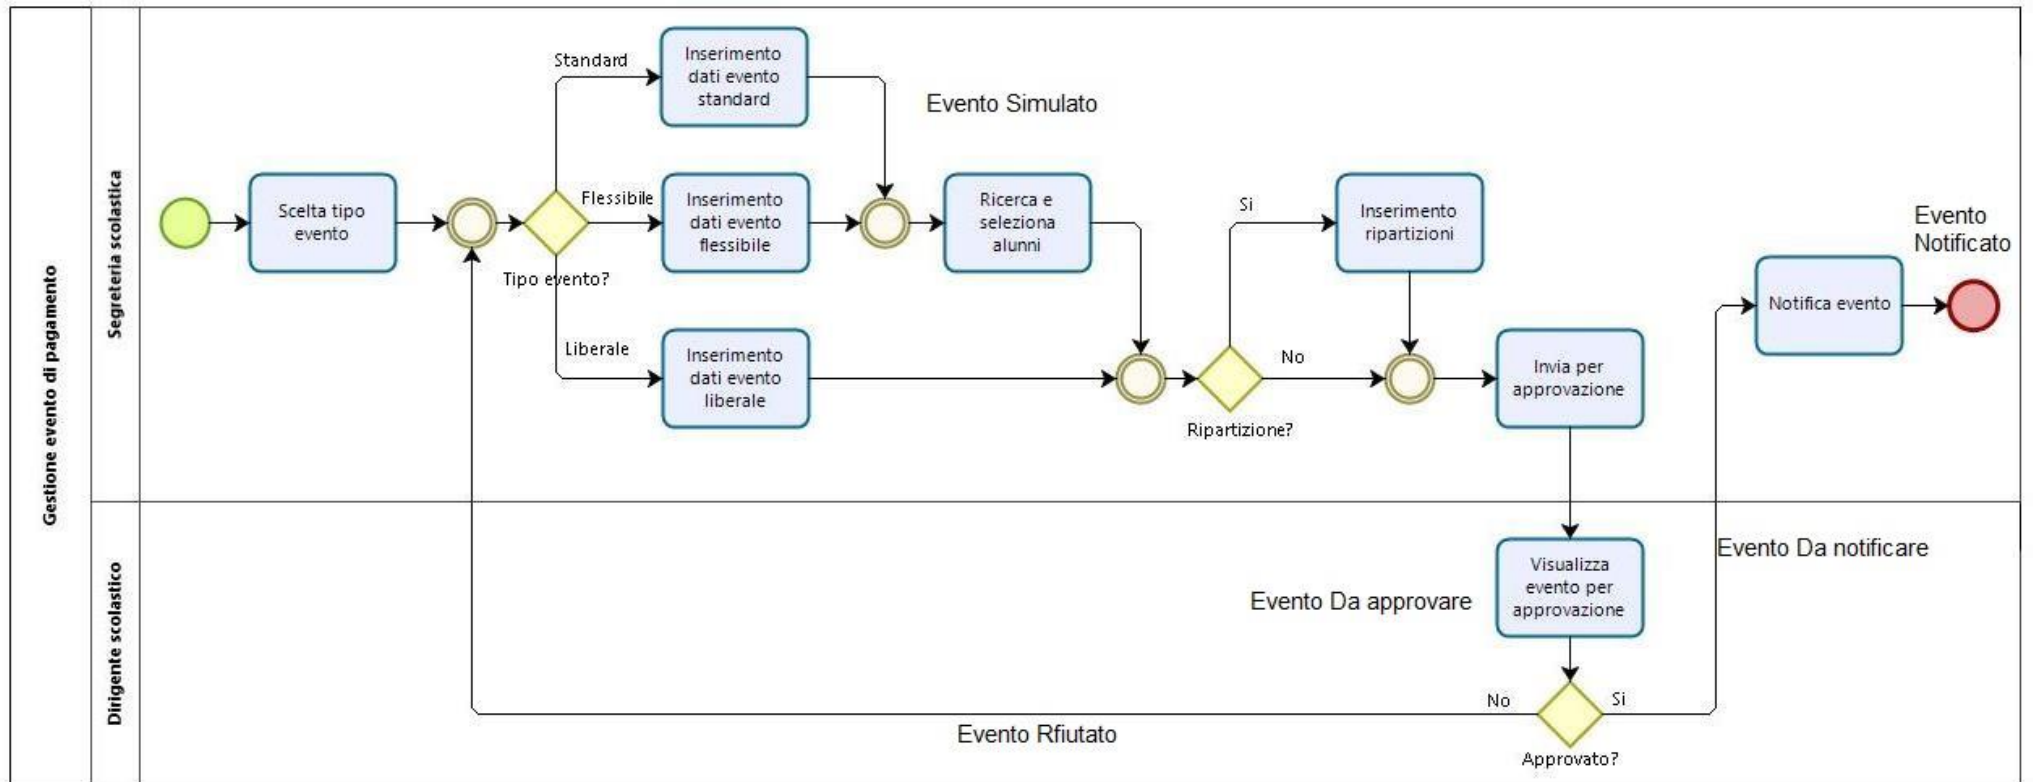 Gestione evento di pagamento
Segreteria scolastica
Dirigente scolastico
Scelta tipo
evento
Tipo evento?
Standard
Flessibile
Liberale
Inserimento
dati evento
standard
Inserimento
dati evento
flessibile
Inserimento
dati evento
liberale
Evento Simulato
Ricerca e
seleziona
alunni
Ripartizione?
Si
No
Inserimento
ripartizioni
Invia per
approvazione
Notifica evento
Evento
Notificato
Evento Da notificare
Evento Da approvare
Visualizza
evento per
approvazione
No
Si
Approvato?
Evento Rfiutato